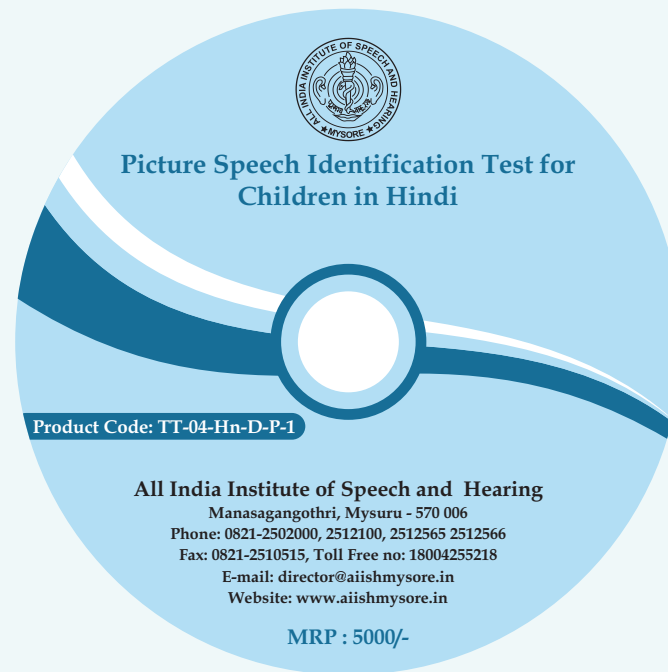 ALL INDIA INSTITUTE OF SPEECH AND HEARING
★ MYSORE ★
Picture Speech Identification Test for
Children in Hindi
Product Code: TT-04-Hn-D-P-1
All India Institute of Speech and Hearing
Manasagangothri, Mysuru - 570 006
Phone: 0821-2502000, 2512100, 2512565 2512566
Fax: 0821-2510515, Toll Free no: 18004255218
E-mail: director@aiishmysore.in
Website: www.aiishmysore.in
MRP : 5000/-